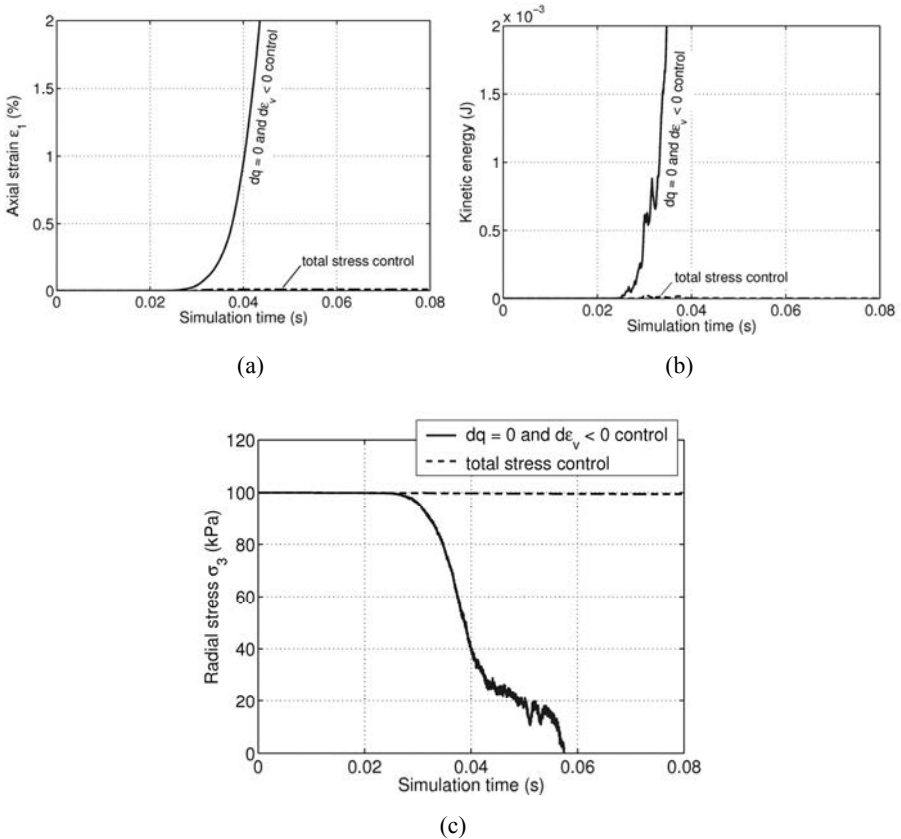 2
1.5
1
0.5
0
0
0.02
0.04
0.06
0.08
Axial strain ε₁ (%)
Simulation time (s)
dq = 0 and dεᵥ < 0 control
total stress control
(a)
x 10⁻³
2
1.5
1
0.5
0
0
0.02
0.04
0.06
0.08
Kinetic energy (J)
Simulation time (s)
dq = 0 and dεᵥ < 0 control
total stress control
(b)
dq = 0 and dεᵥ < 0 control
total stress control
120
100
80
60
40
20
0
0
0.02
0.04
0.06
0.08
Radial stress σ₃ (kPa)
Simulation time (s)
(c)